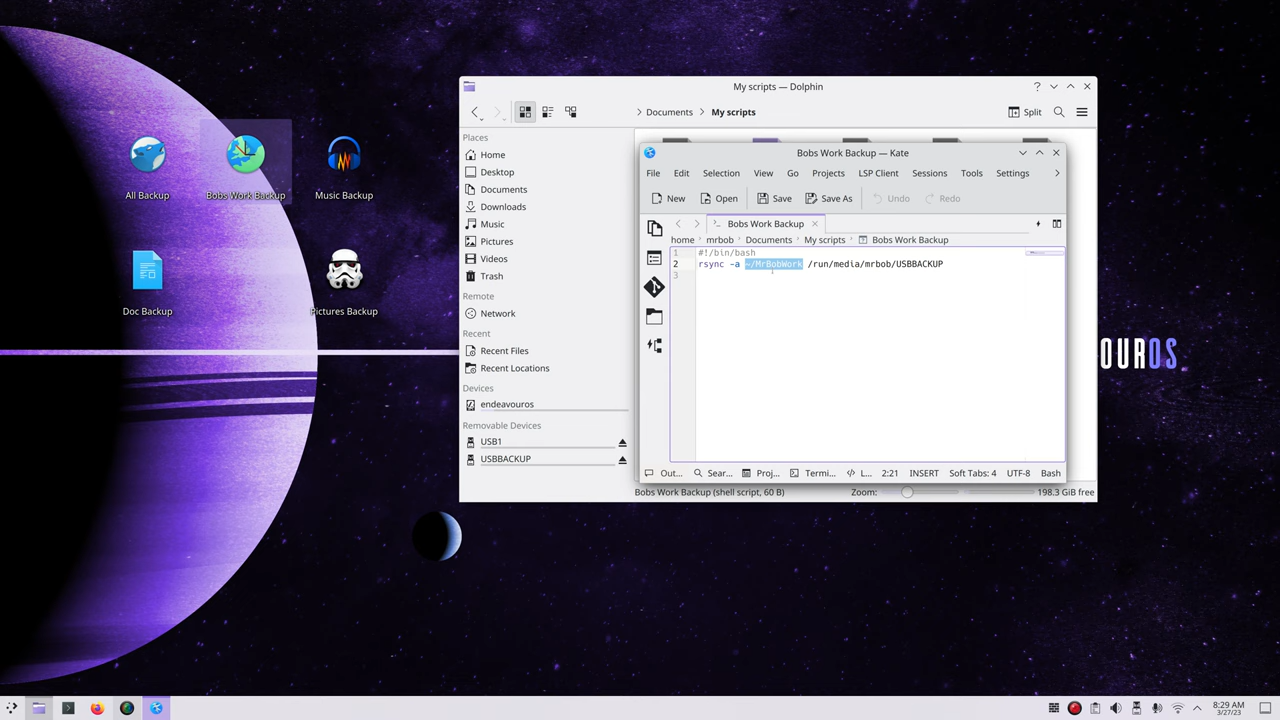 All Backup
Bobs Work Backup
Music Backup
Doc Backup
Pictures Backup
My scripts — Dolphin
Documents
My scripts
Split
Places
Home
Desktop
Documents
Downloads
Music
Pictures
Videos
Trash
Remote
Network
Recent
Recent Files
Recent Locations
Devices
endeavouros
Removable Devices
USB1
USBBACKUP
Bobs Work Backup — Kate
File Edit Selection View Go Projects LSP Client Sessions Tools Settings
New Open Save Save As Undo Redo
Bobs Work Backup
home mrbob Documents My scripts Bobs Work Backup
1 #!/bin/bash
2 rsync -a ~/MrBobWork /run/media/mrbob/USBBACKUP
3
Out... Sear... Proj... Termi... L... 2:21 INSERT Soft Tabs: 4 UTF-8 Bash
Bobs Work Backup (shell script, 60 B) Zoom: 198.3 GiB free
OUROS
8:29 AM
3/27/23